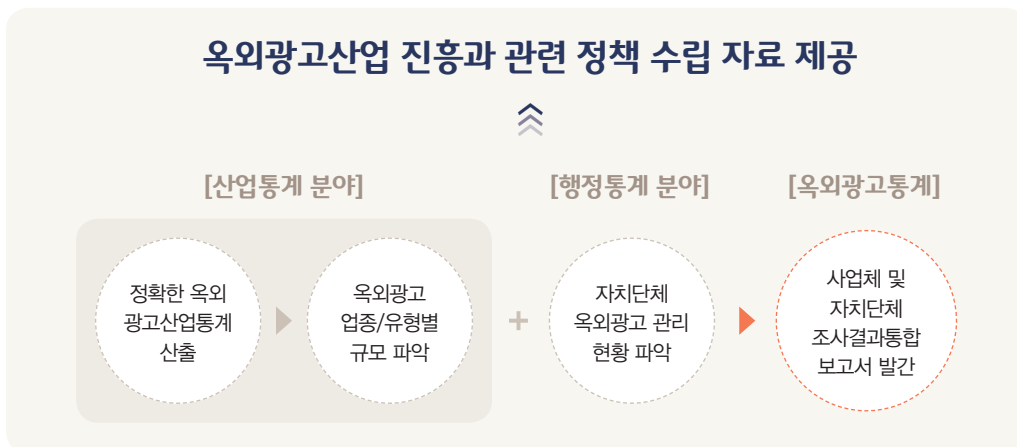 옥외광고산업 진흥과 관련 정책 수립 자료 제공
[산업통계 분야]
[행정통계 분야]
[옥외광고통계]
정확한 옥외
광고산업통계
산출
옥외광고
업종/유형별
규모 파악
+
자치단체
옥외광고 관리
현황 파악
사업체 및
자치단체
조사결과통합
보고서 발간